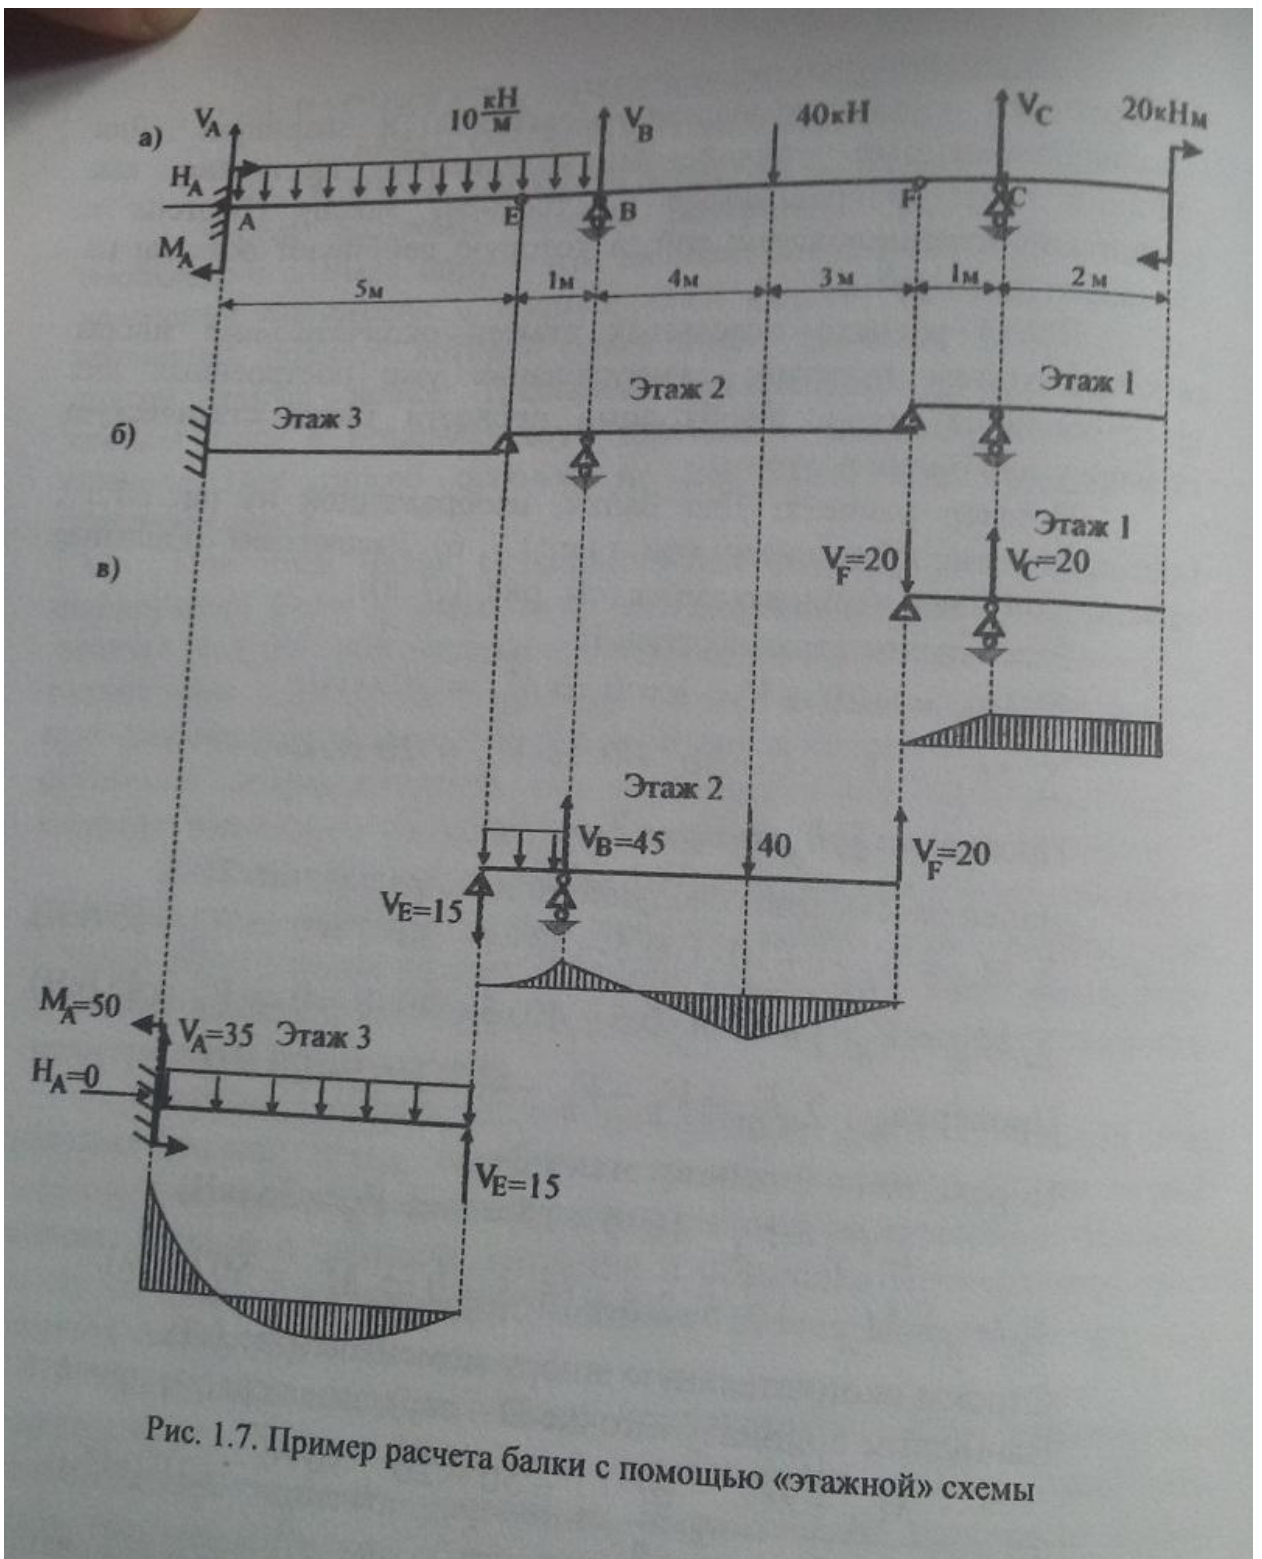 а)
V_A
10 кН/м
V_B
40кН
V_C
20кНм
H_A
A
E
B
F
C
M_A
5м
1м
4м
3 м
1м
2 м
б)
Этаж 3
Этаж 2
Этаж 1
в)
Этаж 1
V_F=20
V_C=20
Этаж 2
V_B=45
40
V_F=20
V_E=15
M_A=50
V_A=35
Этаж 3
H_A=0
V_E=15
Рис. 1.7. Пример расчета балки с помощью «этажной» схемы